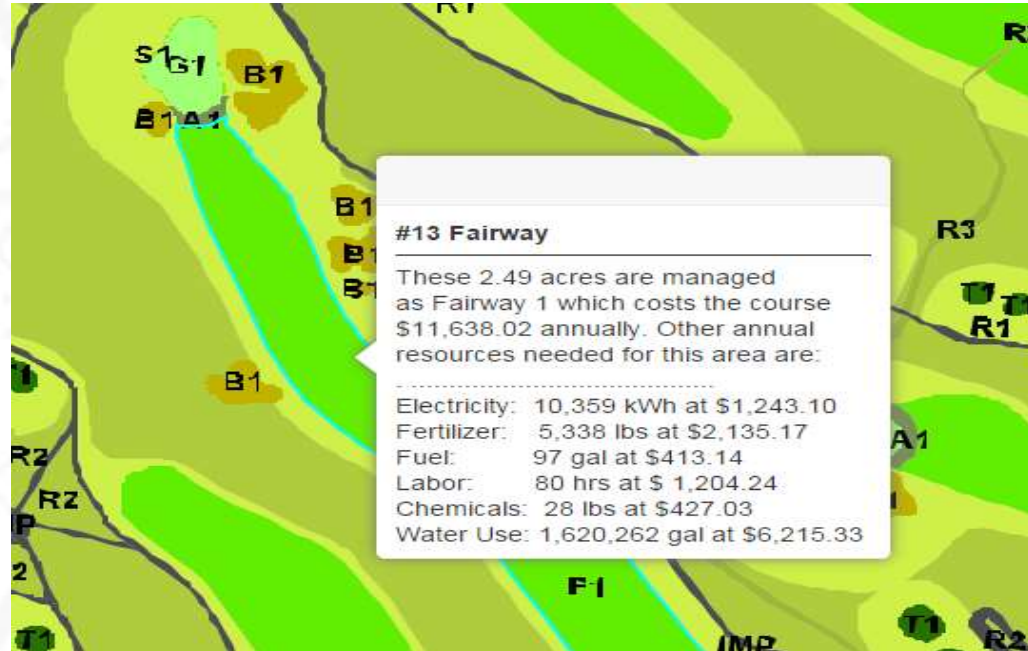 R1
R
S1
G1
B1
B1
A1
B1
B1
B1
#13 Fairway
These 2.49 acres are managed
as Fairway 1 which costs the course
$11,638.02 annually. Other annual
resources needed for this area are:
Electricity: 10,359 kWh at $1,243.10
Fertilizer: 5,338 lbs at $2,135.17
Fuel: 97 gal at $413.14
Labor: 80 hrs at $ 1,204.24
Chemicals: 28 lbs at $427.03
Water Use: 1,620,262 gal at $6,215.33
R3
T1
T1
R1
B1
A1
R2
R2
F1
T1
IMP
T1
R2